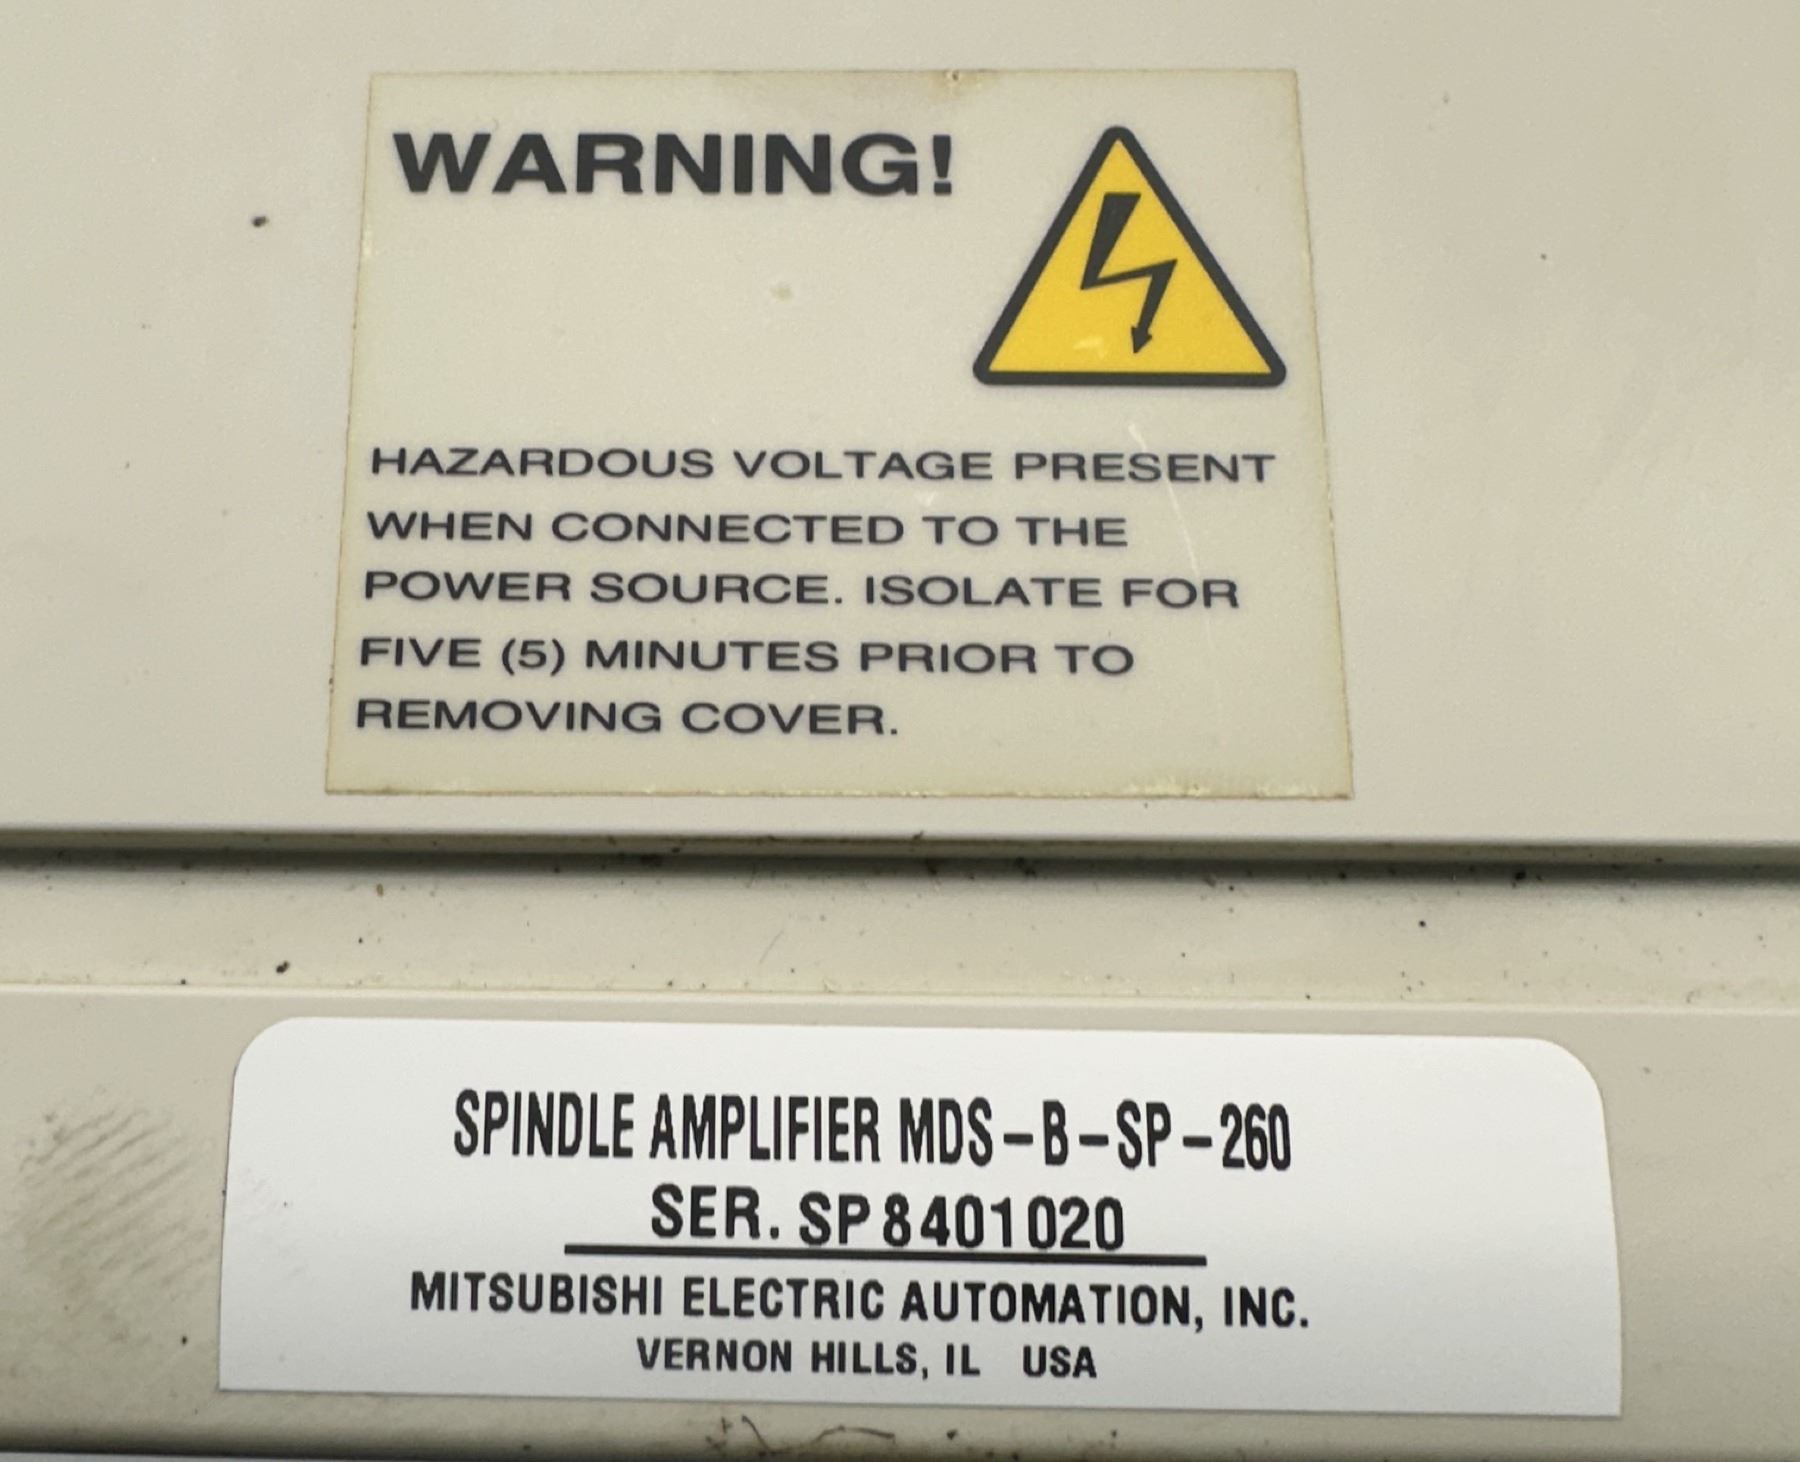 WARNING!
HAZARDOUS VOLTAGE PRESENT
WHEN CONNECTED TO THE
POWER SOURCE. ISOLATE FOR
FIVE (5) MINUTES PRIOR TO
REMOVING COVER.
SPINDLE AMPLIFIER MDS-B-SP-260
SER. SP8401020
MITSUBISHI ELECTRIC AUTOMATION, INC.
VERNON HILLS, IL USA